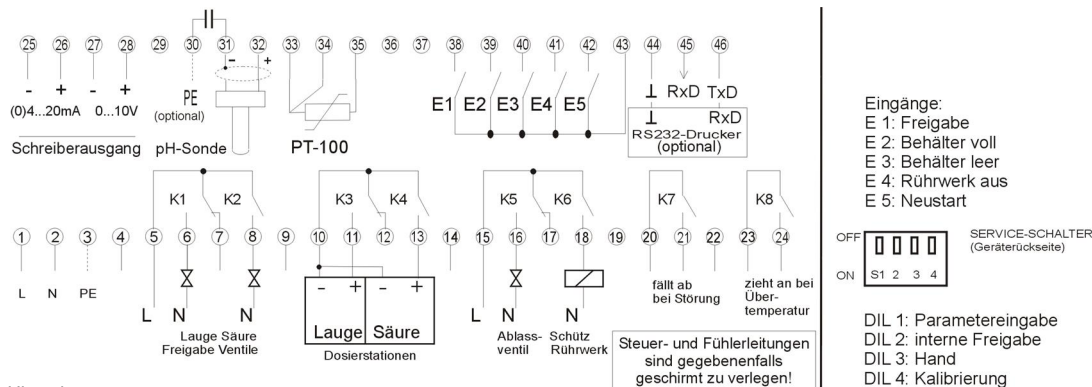 25 26 27 28 29 30 31 32 33 34 35 36 37 38 39 40 41 42 43 44 45 46
- + - +
- +
(0)4...20mA 0...10V
PE
(optional)
E1 E2 E3 E4 E5
⊥ RxD TxD
⊥ RxD
RS232-Drucker
(optional)
Schreiberausgang pH-Sonde PT-100
K1 K2 K3 K4 K5 K6 K7 K8
1 2 3 4 5 6 7 8 9 10 11 12 13 14 15 16 17 18 19 20 21 22 23 24
L N PE
L N N
Lauge Säure
Freigabe Ventile
- + - +
Lauge Säure
Dosierstationen
L N N
Ablass-
ventil
Schütz
Rührwerk
fällt ab
bei Störung
zieht an bei
Über-
temperatur
Steuer- und Fühlerleitungen
sind gegebenenfalls
geschirmt zu verlegen!
Eingänge:
E 1: Freigabe
E 2: Behälter voll
E 3: Behälter leer
E 4: Rührwerk aus
E 5: Neustart
OFF
ON
S1 2 3 4
SERVICE-SCHALTER
(Geräterückseite)
DIL 1: Parametereingabe
DIL 2: interne Freigabe
DIL 3: Hand
DIL 4: Kalibrierung